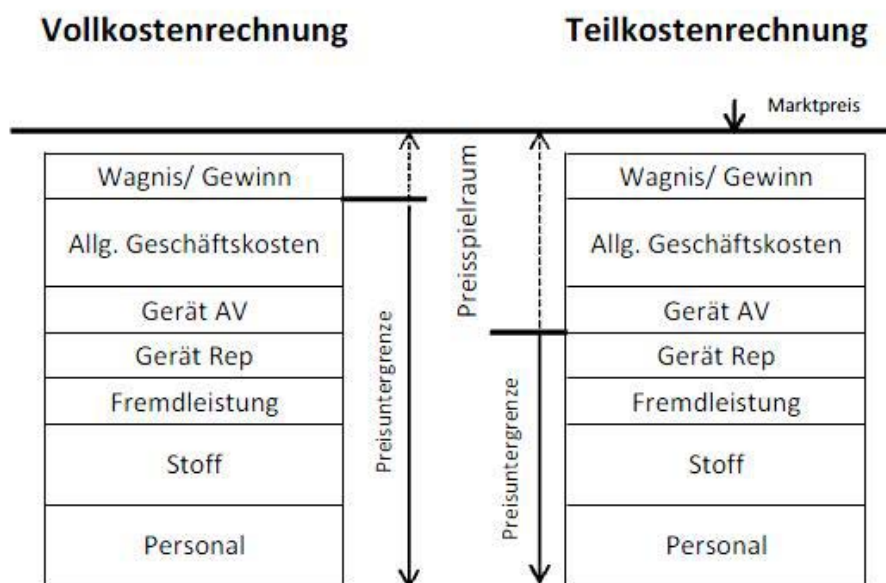 Vollkostenrechnung
Teilkostenrechnung
Marktpreis
Wagnis/ Gewinn
Allg. Geschäftskosten
Gerät AV
Gerät Rep
Fremdleistung
Stoff
Personal
Preisuntergrenze
Preisspielraum
Preisuntergrenze
Wagnis/ Gewinn
Allg. Geschäftskosten
Gerät AV
Gerät Rep
Fremdleistung
Stoff
Personal